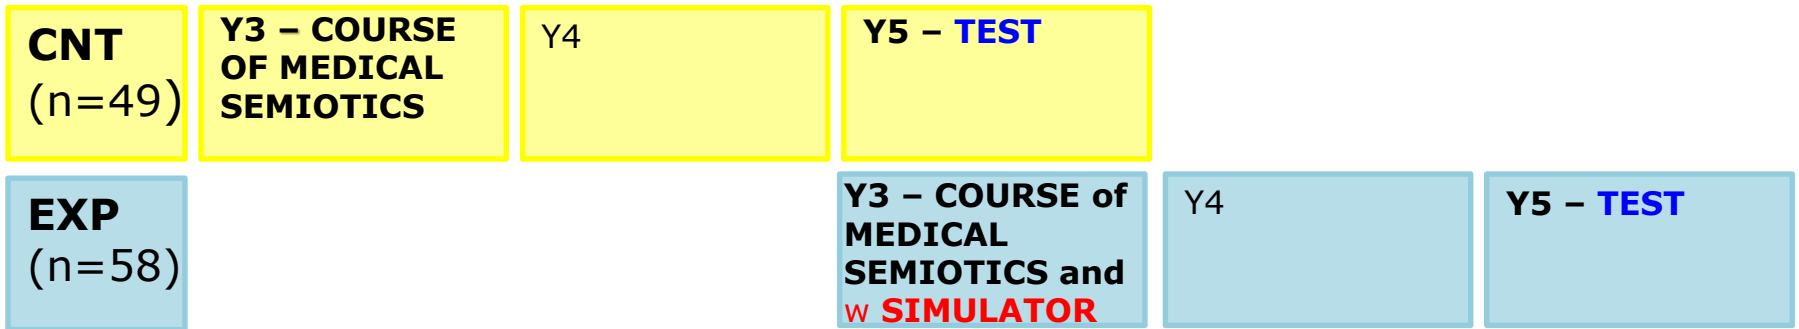 CNT
(n=49)
Y3 – COURSE
OF MEDICAL
SEMIOTICS
Y4
Y5 – TEST
EXP
(n=58)
Y3 – COURSE of
MEDICAL
SEMIOTICS and
w SIMULATOR
Y4
Y5 – TEST